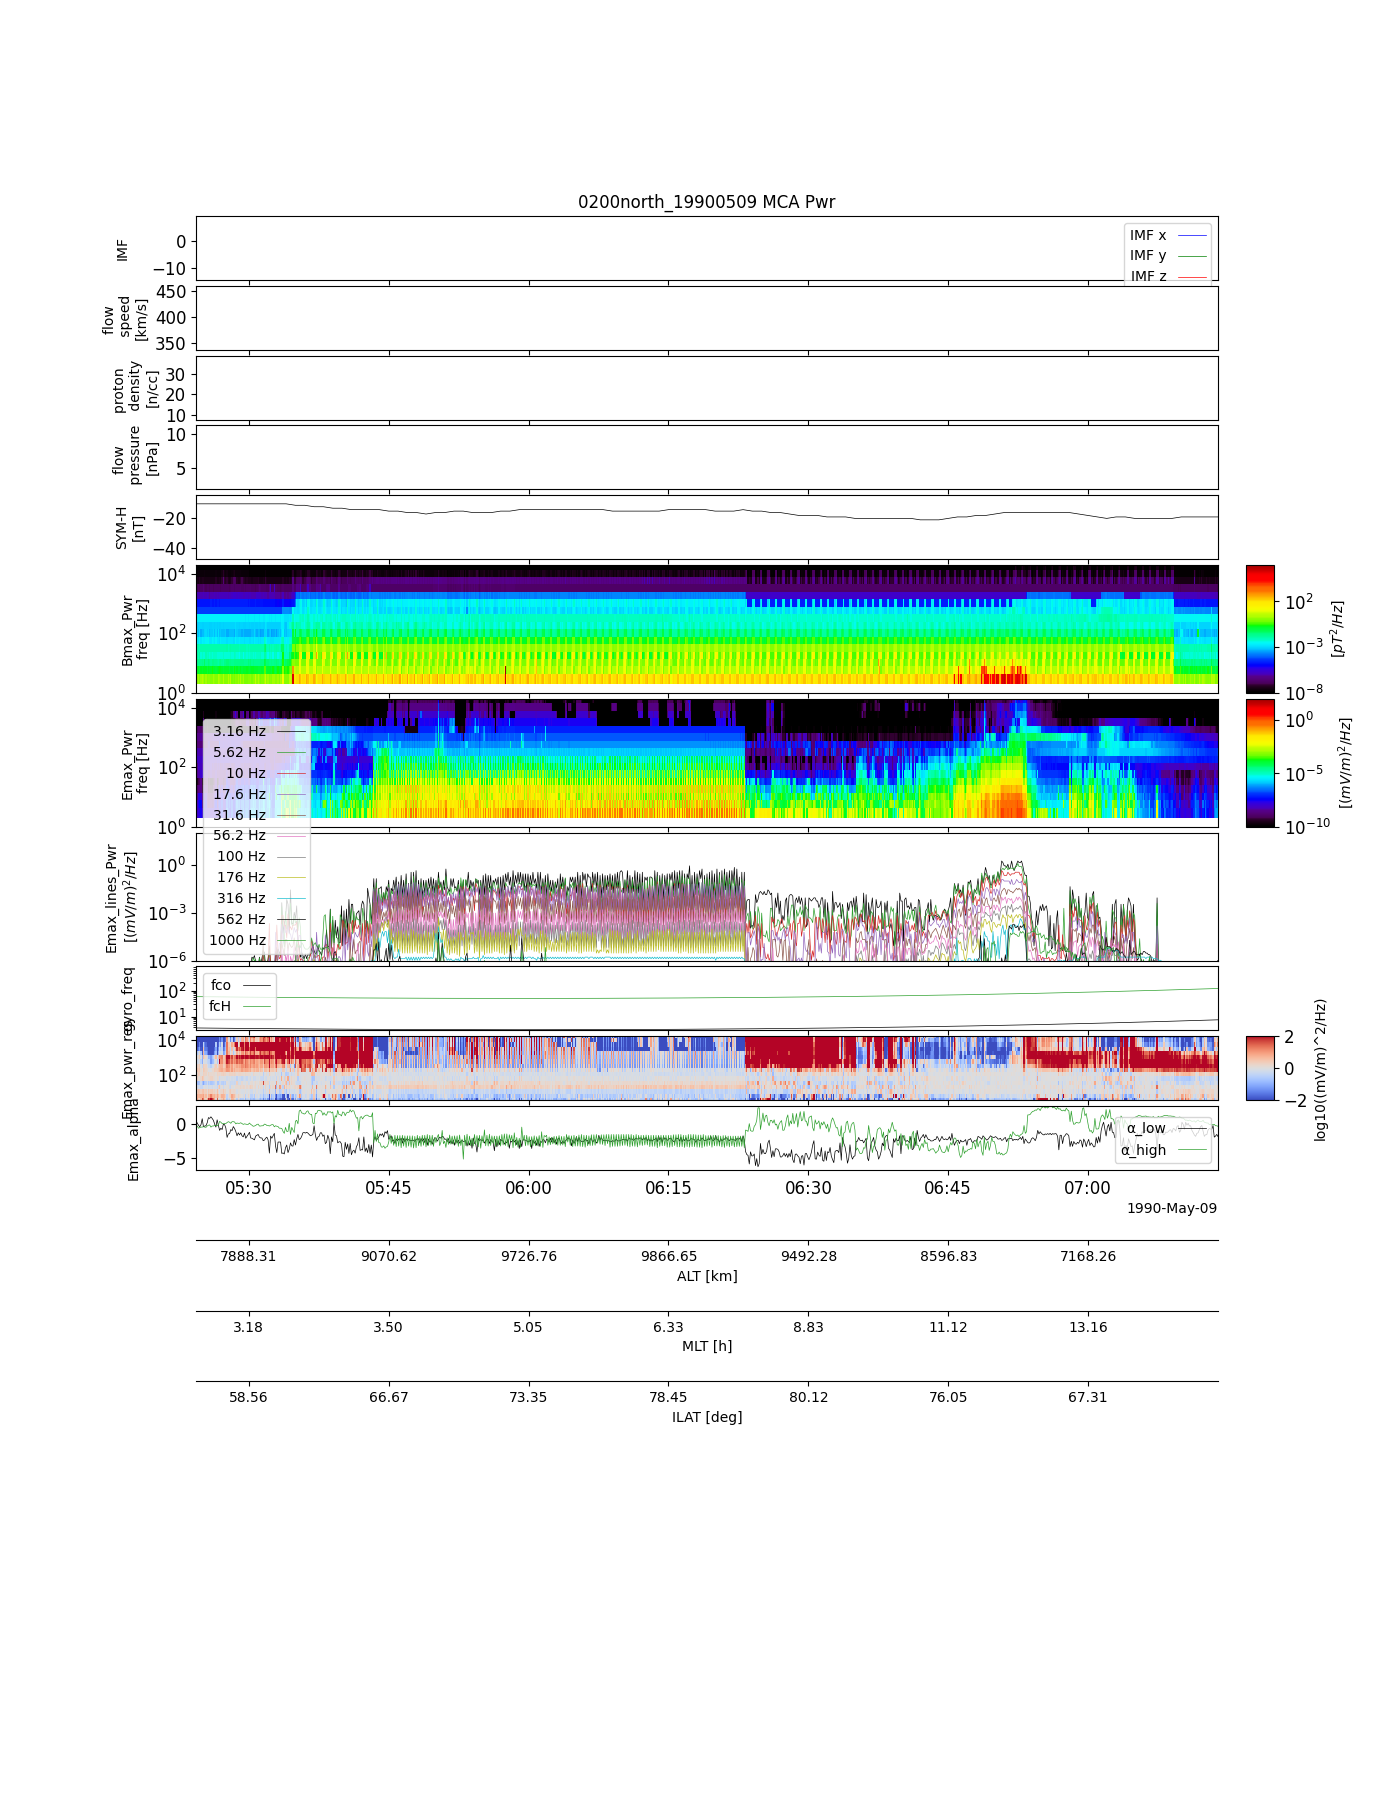 0200north_19900509 MCA Pwr
IMF
0
−10
IMF x
IMF y
IMF z
flow
speed
[km/s]
450
400
350
proton
density
[n/cc]
30
20
10
flow
pressure
[nPa]
10
5
SYM-H
[nT]
−20
−40
Bmax_Pwr
freq [Hz]
10^4
10^2
10^0
10^2
10^−3
10^−8
[pT^2/Hz]
Emax_Pwr
freq [Hz]
10^4
10^2
10^0
10^0
10^−5
10^−10
[(mV/m)^2/Hz]
3.16 Hz
5.62 Hz
10 Hz
17.6 Hz
31.6 Hz
56.2 Hz
100 Hz
176 Hz
316 Hz
562 Hz
1000 Hz
Emax_lines_Pwr
[(mV/m)^2/Hz]
10^0
10^−3
10^−6
gyro_freq
10^2
10^1
fco
fcH
Emax_pwr_res
10^4
10^2
2
0
−2
log10((mV/m)^2/Hz)
Emax_alpha
0
−5
α_low
α_high
05:30 05:45 06:00 06:15 06:30 06:45 07:00
1990-May-09
7888.31 9070.62 9726.76 9866.65 9492.28 8596.83 7168.26
ALT [km]
3.18 3.50 5.05 6.33 8.83 11.12 13.16
MLT [h]
58.56 66.67 73.35 78.45 80.12 76.05 67.31
ILAT [deg]